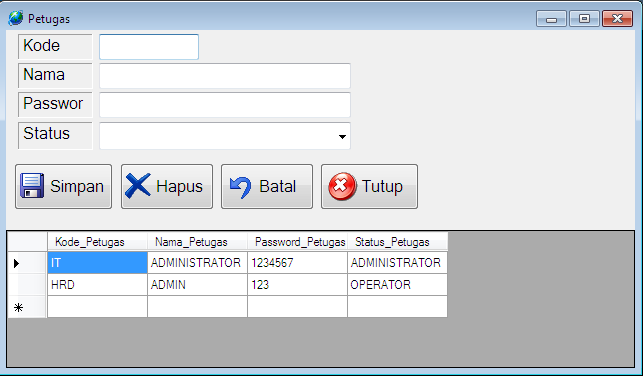 Petugas
Kode
Nama
Passwor
Status
Simpan Hapus Batal Tutup
Kode_Petugas Nama_Petugas Password_Petugas Status_Petugas
IT ADMINISTRATOR 1234567 ADMINISTRATOR
HRD ADMIN 123 OPERATOR